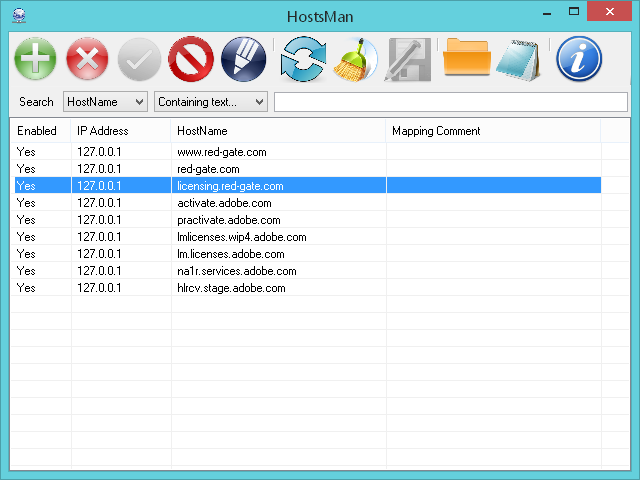 HostsMan
Search HostName Containing text...
Enabled IP Address HostName Mapping Comment
Yes 127.0.0.1 www.red-gate.com
Yes 127.0.0.1 red-gate.com
Yes 127.0.0.1 licensing.red-gate.com
Yes 127.0.0.1 activate.adobe.com
Yes 127.0.0.1 practivate.adobe.com
Yes 127.0.0.1 lmlicenses.wip4.adobe.com
Yes 127.0.0.1 lm.licenses.adobe.com
Yes 127.0.0.1 na1r.services.adobe.com
Yes 127.0.0.1 hlrcv.stage.adobe.com